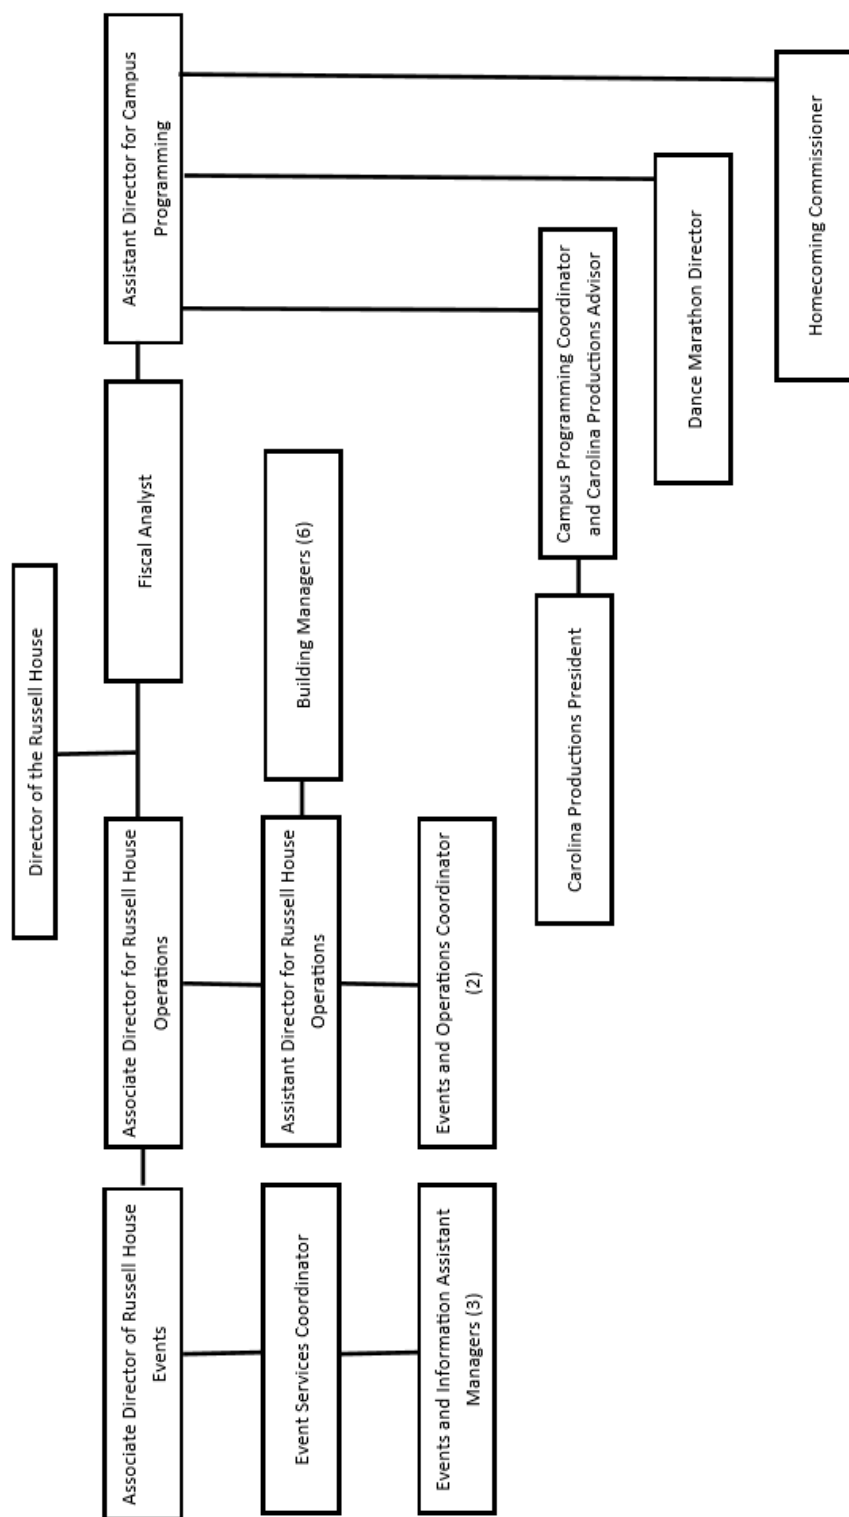 Director of the Russell House
Associate Director of Russell House
Events
Associate Director for Russell House
Operations
Fiscal Analyst
Assistant Director for Campus
Programming
Event Services Coordinator
Assistant Director for Russell House
Operations
Building Managers (6)
Events and Information Assistant
Managers (3)
Events and Operations Coordinator
(2)
Carolina Productions President
Campus Programming Coordinator
and Carolina Productions Advisor
Dance Marathon Director
Homecoming Commissioner